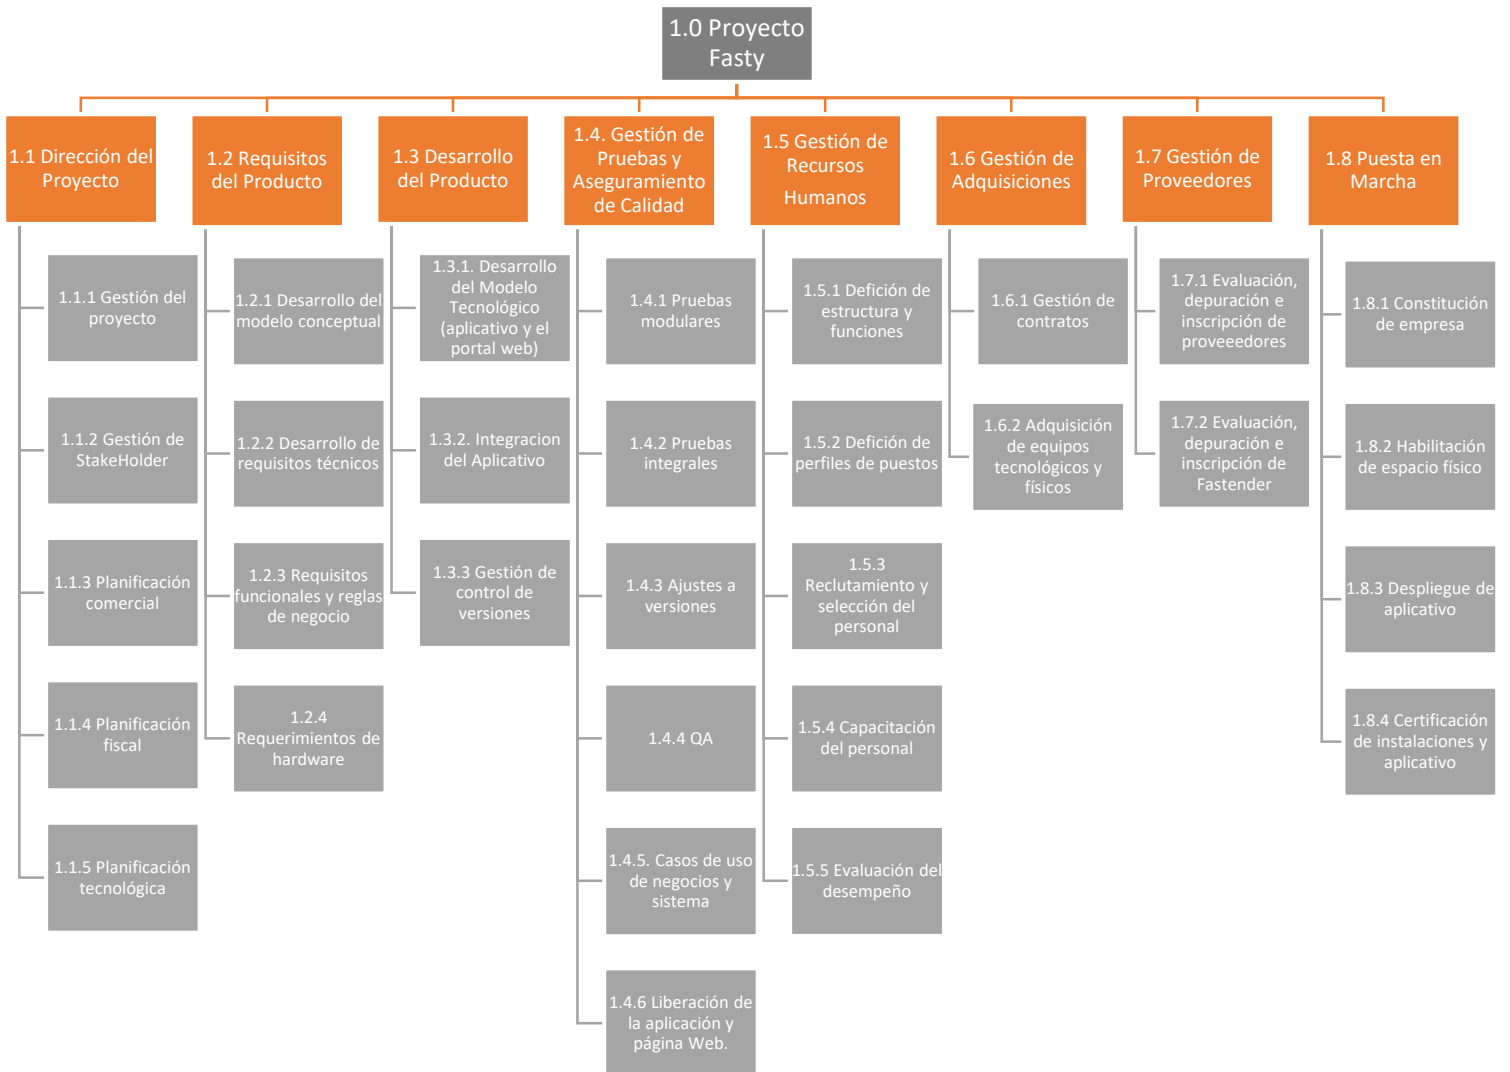 1.0 Proyecto
Fasty
1.1 Dirección del
Proyecto
1.1.1 Gestión del
proyecto
1.1.2 Gestión de
StakeHolder
1.1.3 Planificación
comercial
1.1.4 Planificación
fiscal
1.1.5 Planificación
tecnológica
1.2 Requisitos
del Producto
1.2.1 Desarrollo del
modelo conceptual
1.2.2 Desarrollo de
requisitos técnicos
1.2.3 Requisitos
funcionales y reglas
de negocio
1.2.4
Requerimientos de
hardware
1.3 Desarrollo
del Producto
1.3.1. Desarrollo
del Modelo
Tecnológico
(aplicativo y el
portal web)
1.3.2. Integracion
del Aplicativo
1.3.3 Gestión de
control de
versiones
1.4. Gestión de
Pruebas y
Aseguramiento
de Calidad
1.4.1 Pruebas
modulares
1.4.2 Pruebas
integrales
1.4.3 Ajustes a
versiones
1.4.4 QA
1.4.5. Casos de uso
de negocios y
sistema
1.4.6 Liberación de
la aplicación y
página Web.
1.5 Gestión de
Recursos
Humanos
1.5.1 Defición de
estructura y
funciones
1.5.2 Defición de
perfiles de puestos
1.5.3
Reclutamiento y
selección del
personal
1.5.4 Capacitación
del personal
1.5.5 Evaluación del
desempeño
1.6 Gestión de
Adquisiciones
1.6.1 Gestión de
contratos
1.6.2 Adquisición
de equipos
tecnológicos y
físicos
1.7 Gestión de
Proveedores
1.7.1 Evaluación,
depuración e
inscripción de
proveeedores
1.7.2 Evaluación,
depuración e
inscripción de
Fastender
1.8 Puesta en
Marcha
1.8.1 Constitución
de empresa
1.8.2 Habilitación
de espacio físico
1.8.3 Despliegue de
aplicativo
1.8.4 Certificación
de instalaciones y
aplicativo